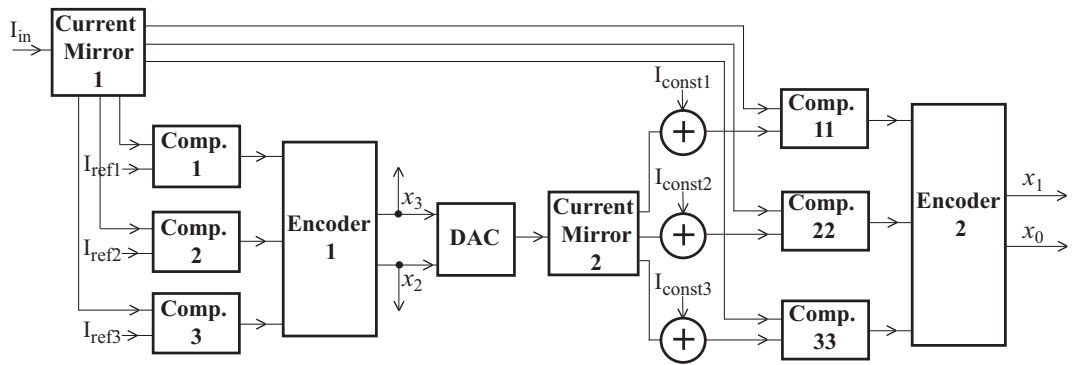 I_in
Current
Mirror
1
I_ref1
Comp.
1
I_ref2
Comp.
2
I_ref3
Comp.
3
Encoder
1
x_3
x_2
DAC
Current
Mirror
2
I_const1
+
I_const2
+
I_const3
+
Comp.
11
Comp.
22
Comp.
33
Encoder
2
x_1
x_0